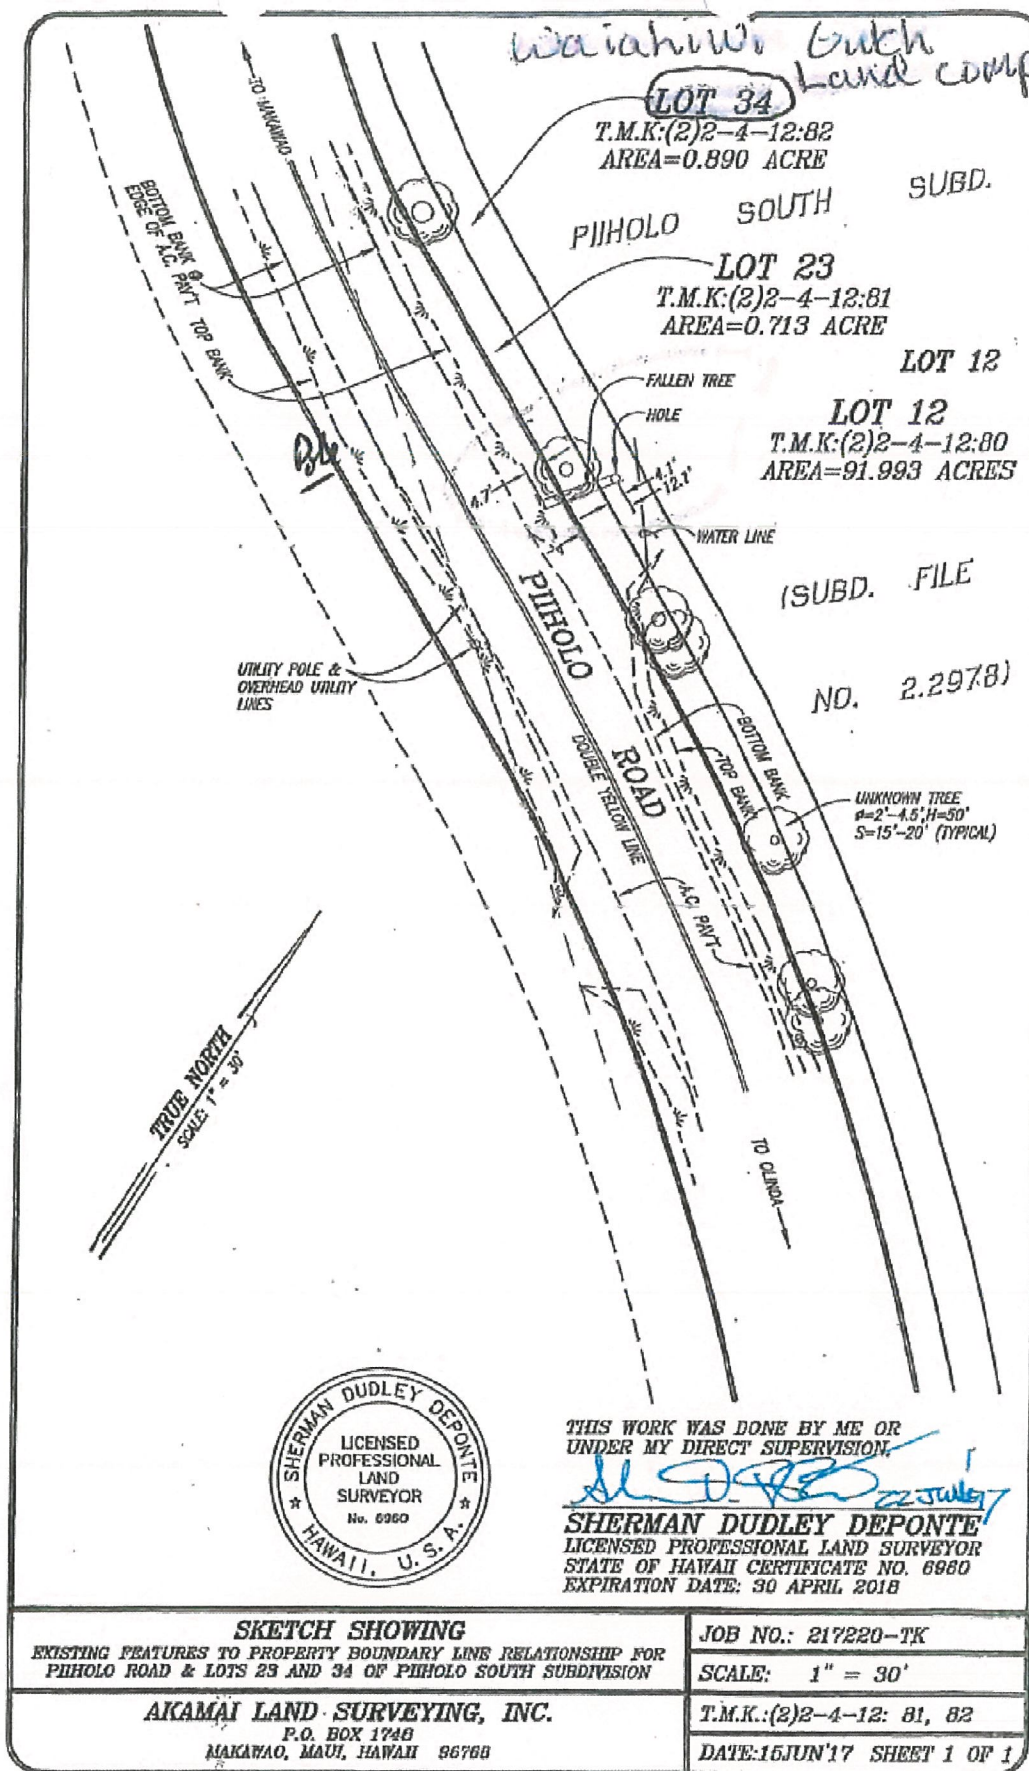 Waiahiwi Gulch
Land comp
LOT 34
T.M.K:(2)2-4-12:82
AREA=0.890 ACRE
PIIHOLO SOUTH SUBD.
LOT 23
T.M.K:(2)2-4-12:81
AREA=0.713 ACRE
LOT 12
LOT 12
T.M.K:(2)2-4-12:80
AREA=91.993 ACRES
TO MAKAWAO
BOTTOM BANK @
EDGE OF A.C. PAV'T
TOP BANK
FALLEN TREE
HOLE
Pole
4.7'
4.1'
12.7'
WATER LINE
(SUBD. FILE
NO. 2.2978)
UTILITY POLE &
OVERHEAD UTILITY
LINES
PIIHOLO
ROAD
DOUBLE YELLOW LINE
BOTTOM BANK
TOP BANK
A.C. PAV'T
UNKNOWN TREE
ø=2'-4.5', H=50'
S=15'-20' (TYPICAL)
TO OLINDA
TRUE NORTH
SCALE: 1" = 30'
SHERMAN DUDLEY DEPONTE
LICENSED
PROFESSIONAL
LAND
SURVEYOR
No. 6960
★ HAWAII, U.S.A. ★
THIS WORK WAS DONE BY ME OR
UNDER MY DIRECT SUPERVISION.
22 JUN 17
SHERMAN DUDLEY DEPONTE
LICENSED PROFESSIONAL LAND SURVEYOR
STATE OF HAWAII CERTIFICATE NO. 6960
EXPIRATION DATE: 30 APRIL 2018
SKETCH SHOWING
EXISTING FEATURES TO PROPERTY BOUNDARY LINE RELATIONSHIP FOR
PIIHOLO ROAD & LOTS 23 AND 34 OF PIIHOLO SOUTH SUBDIVISION
AKAMAI LAND SURVEYING, INC.
P.O. BOX 1748
MAKAWAO, MAUI, HAWAII 96768
JOB NO.: 217220-TK
SCALE: 1" = 30'
T.M.K.:(2)2-4-12: 81, 82
DATE:15JUN'17 SHEET 1 OF 1